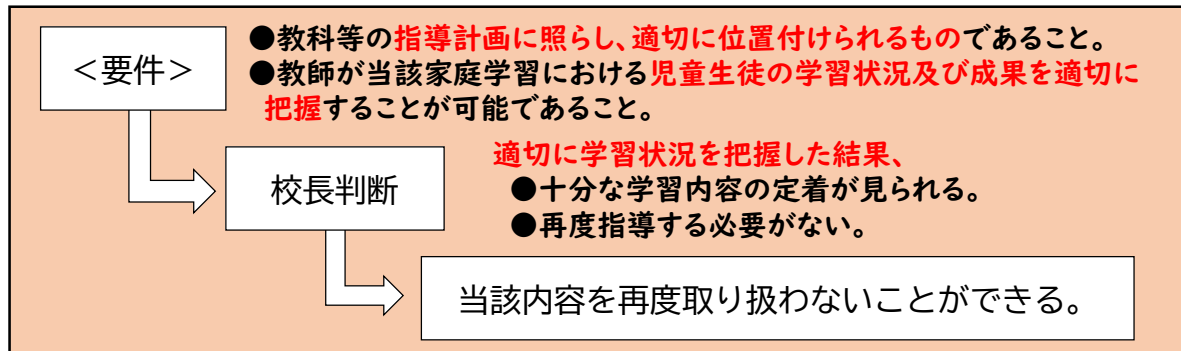 ＜要件＞
●教科等の指導計画に照らし、適切に位置付けられるものであること。
●教師が当該家庭学習における児童生徒の学習状況及び成果を適切に
把握することが可能であること。
校長判断
適切に学習状況を把握した結果、
●十分な学習内容の定着が見られる。
●再度指導する必要がない。
当該内容を再度取り扱わないことができる。